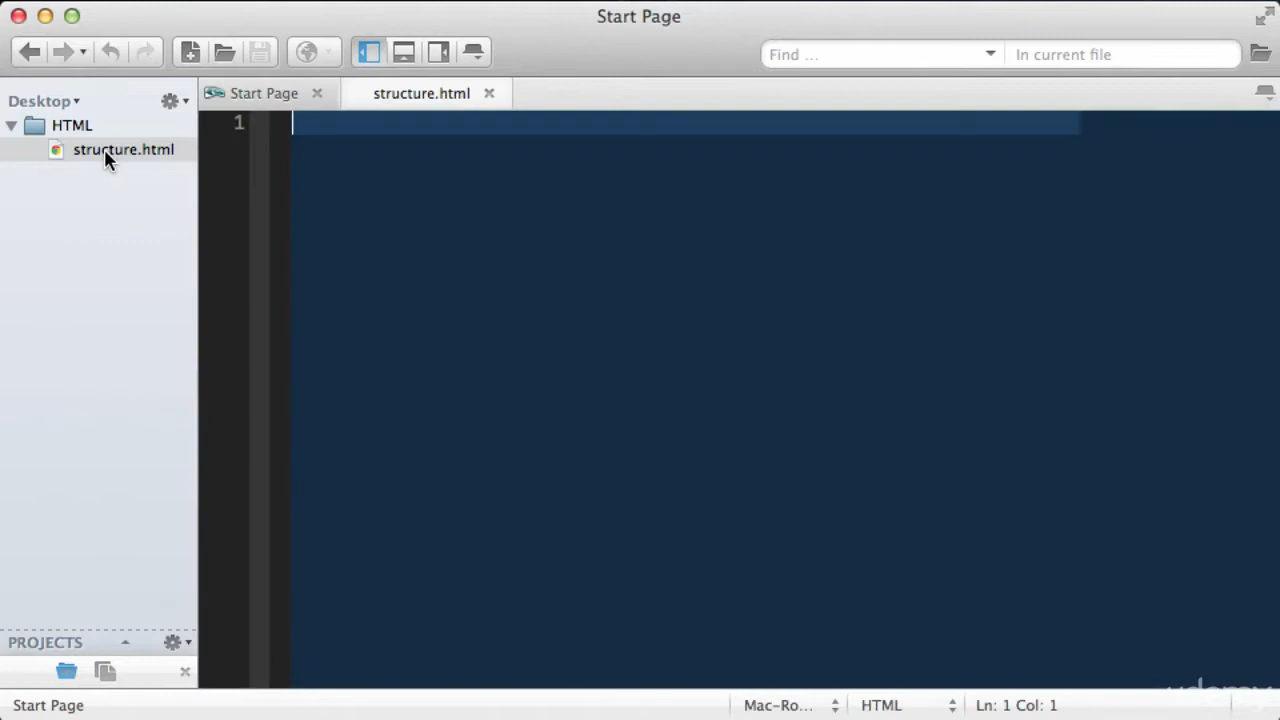 Start Page
Find ...
In current file
Desktop
Start Page
structure.html
HTML
1
structure.html
PROJECTS
Start Page
Mac-Ro...
HTML
Ln: 1 Col: 1
udemy